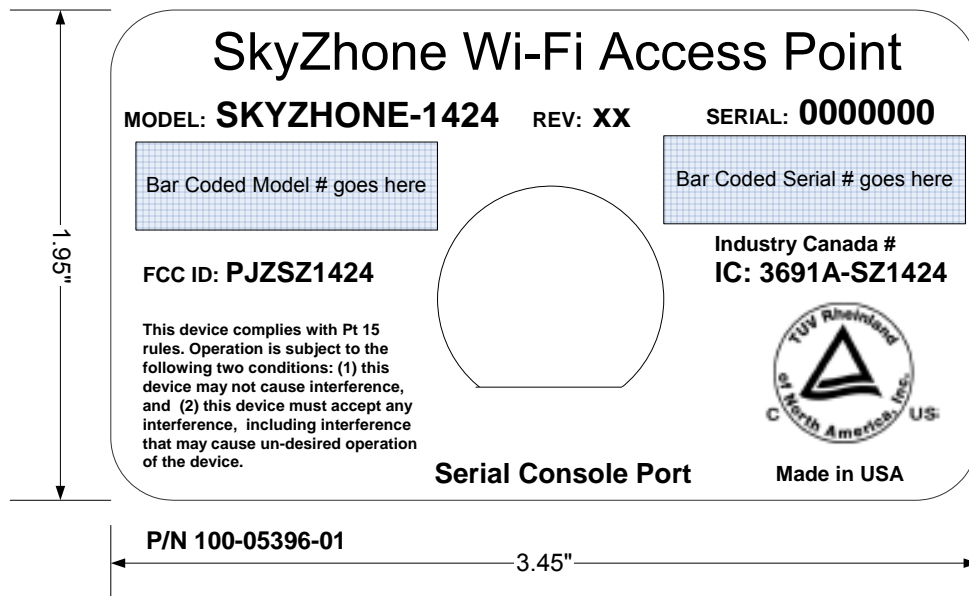 SkyZhone Wi-Fi Access Point
MODEL: SKYZHONE-1424 REV: XX SERIAL: 0000000
Bar Coded Model # goes here
Bar Coded Serial # goes here
1.95"
FCC ID: PJZSZ1424
Industry Canada #
IC: 3691A-SZ1424
This device complies with Pt 15
rules. Operation is subject to the
following two conditions: (1) this
device may not cause interference,
and (2) this device must accept any
interference, including interference
that may cause un-desired operation
of the device.
TUV Rheinland
of North America, Inc.
C US
Serial Console Port
Made in USA
P/N 100-05396-01
3.45"